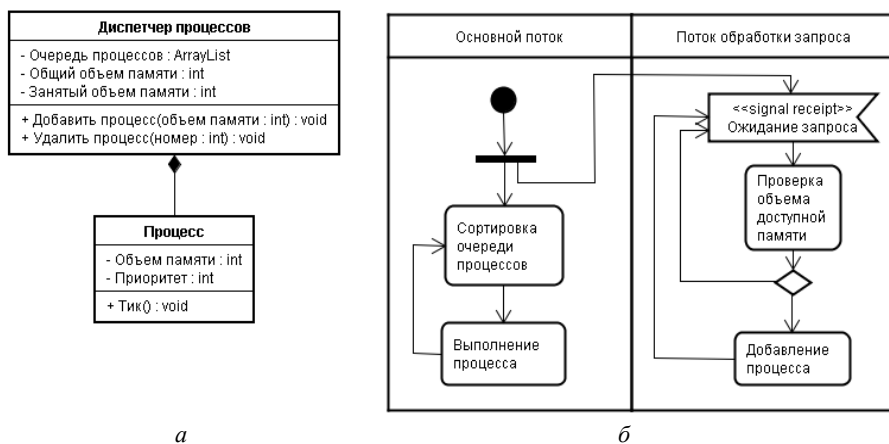 Диспетчер процессов
- Очередь процессов : ArrayList
- Общий объем памяти : int
- Занятый объем памяти : int
+ Добавить процесс(объем памяти : int) : void
+ Удалить процесс(номер : int) : void
Процесс
- Объем памяти : int
- Приоритет : int
+ Тик() : void
а
Основной поток
Поток обработки запроса
<<signal receipt>>
Ожидание запроса
Проверка
объема
доступной
памяти
Сортировка
очереди
процессов
Выполнение
процесса
Добавление
процесса
б